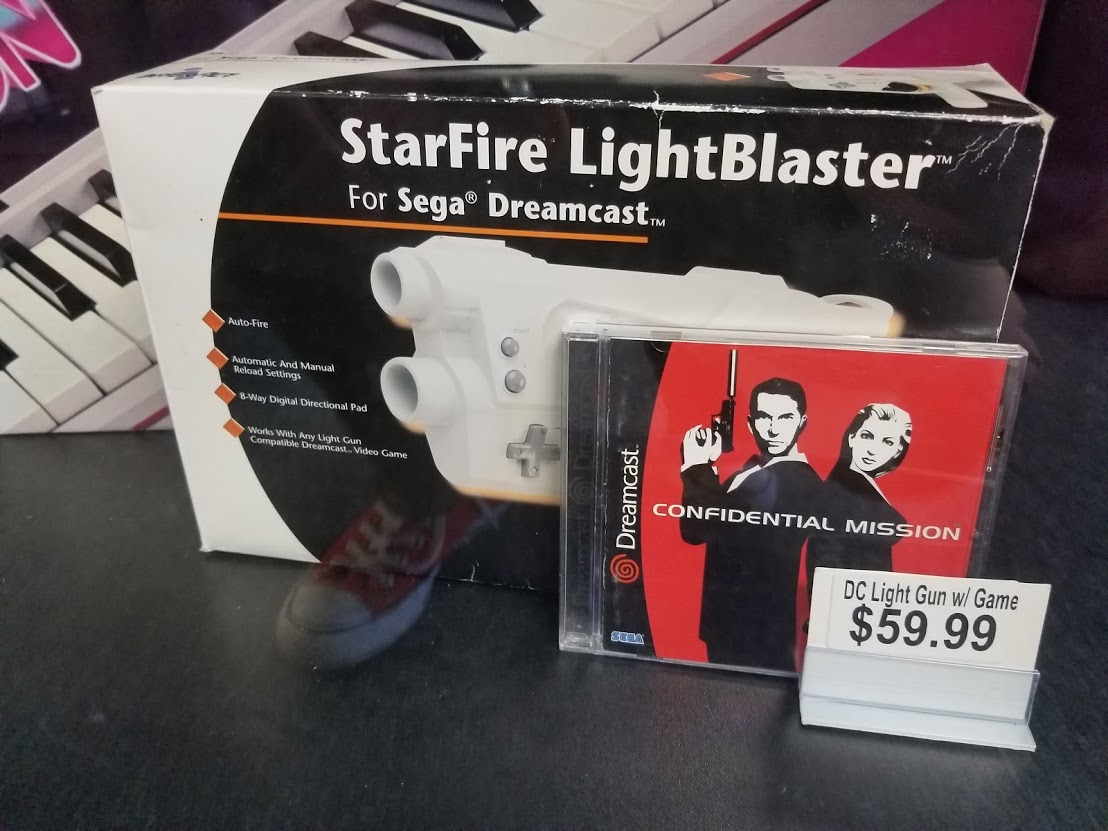 StarFire LightBlaster™
For Sega® Dreamcast™
Auto-Fire
Automatic And Manual
Reload Settings
8-Way Digital Directional Pad
Works With Any Light Gun
Compatible Dreamcast™ Video Game
Start
Dreamcast
CONFIDENTIAL MISSION
SEGA
DC Light Gun w/ Game
$59.99